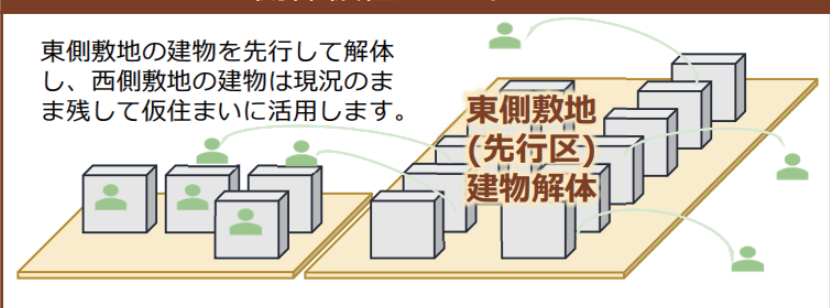 東側敷地の建物を先行して解体
し、西側敷地の建物は現況のま
ま残して仮住まいに活用します。
東側敷地
(先行区)
建物解体